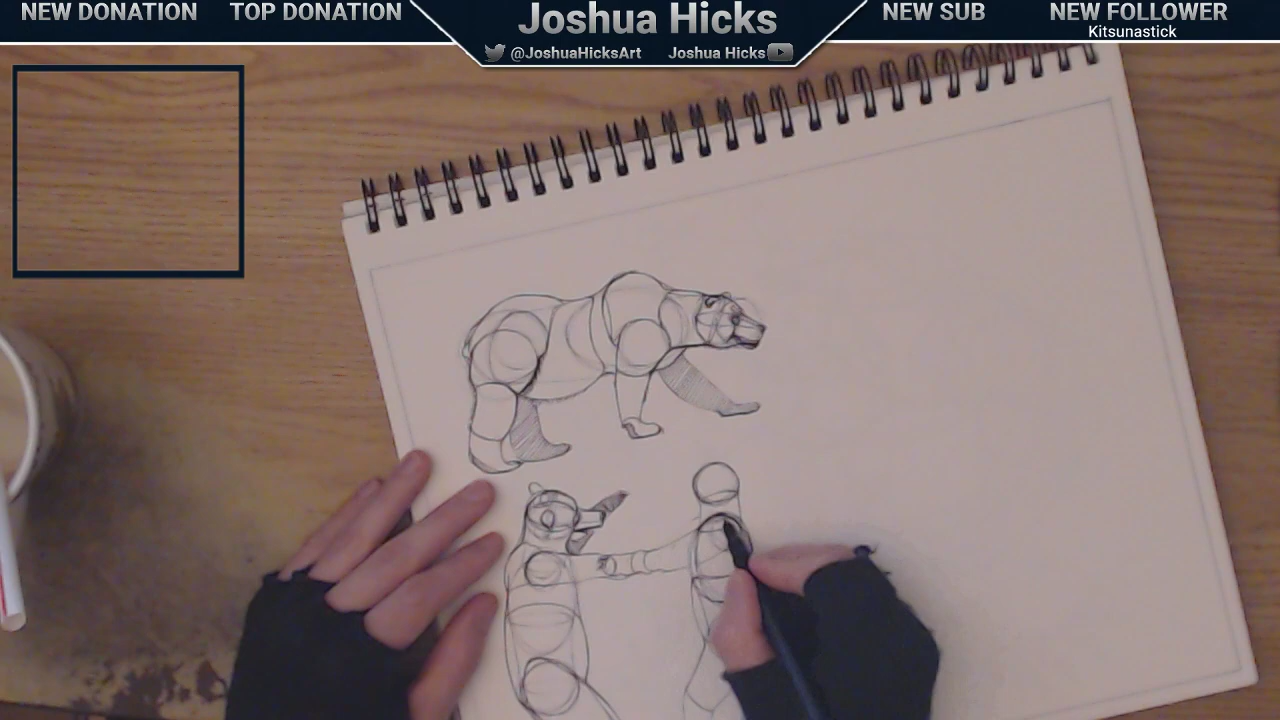 NEW DONATION
TOP DONATION
Joshua Hicks
@JoshuaHicksArt
Joshua Hicks
NEW SUB
NEW FOLLOWER
Kitsunastick